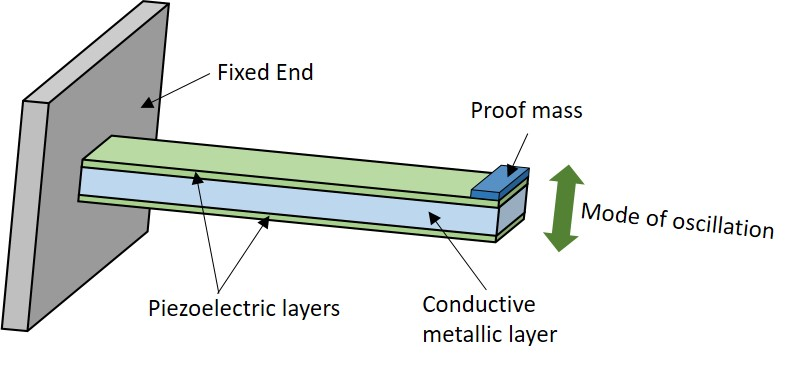 Fixed End
Proof mass
Mode of oscillation
Piezoelectric layers
Conductive
metallic layer